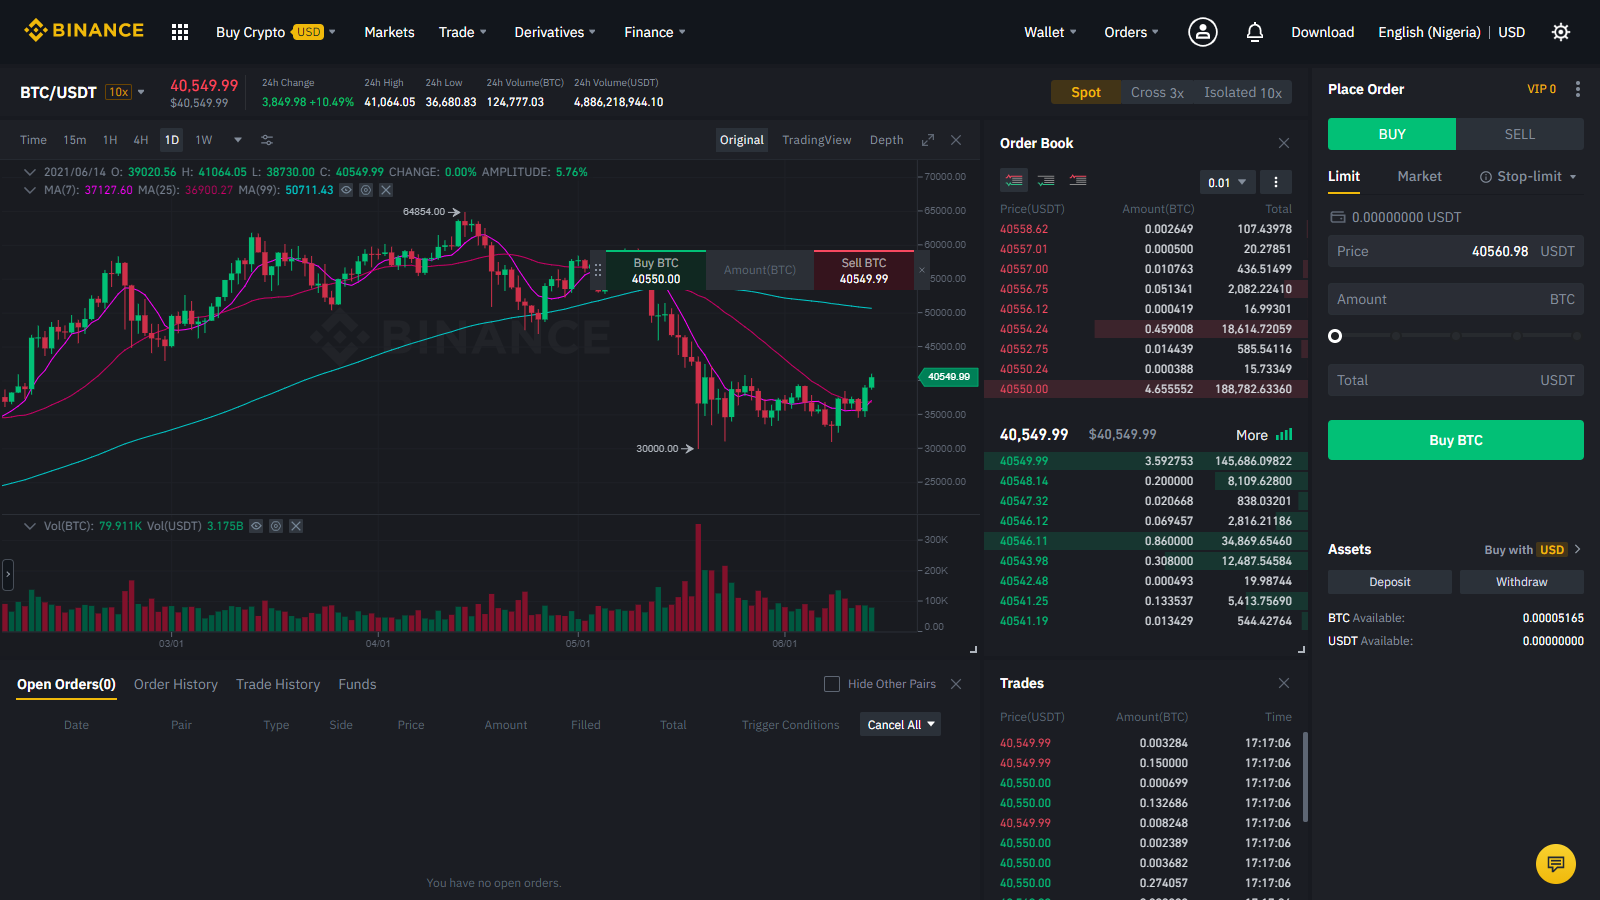 BINANCE
Buy Crypto USD Markets Trade Derivatives Finance Wallet Orders Download English (Nigeria) USD
BTC/USDT 10x
40,549.99
$40,549.99
24h Change
3,849.98 +10.49%
24h High
41,064.05
24h Low
36,680.83
24h Volume(BTC)
124,777.03
24h Volume(USDT)
4,886,218,944.10
Spot Cross 3x Isolated 10x
Time 15m 1H 4H 1D 1W Original TradingView Depth
2021/06/14 O: 39020.56 H: 41064.05 L: 38730.00 C: 40549.99 CHANGE: 0.00% AMPLITUDE: 5.76%
MA(7): 37127.60 MA(25): 36900.27 MA(99): 50711.43
70000.00
65000.00
60000.00
55000.00
50000.00
45000.00
40549.99
35000.00
30000.00
25000.00
64854.00
30000.00
BINANCE
Buy BTC
40550.00
Amount(BTC)
Sell BTC
40549.99
Vol(BTC): 79.911K Vol(USDT) 3.175B
300K
200K
100K
0.00
03/01 04/01 05/01 06/01
Open Orders(0) Order History Trade History Funds Hide Other Pairs
Date Pair Type Side Price Amount Filled Total Trigger Conditions Cancel All
You have no open orders.
Order Book
0.01
Price(USDT) Amount(BTC) Total
40558.62 0.002649 107.43978
40557.01 0.000500 20.27851
40557.00 0.010763 436.51499
40556.75 0.051341 2,082.22410
40556.12 0.000419 16.99301
40554.24 0.459008 18,614.72059
40552.75 0.014439 585.54116
40550.24 0.000388 15.73349
40550.00 4.655552 188,782.63360
40,549.99 $40,549.99 More
40549.99 3.592753 145,686.09822
40548.14 0.200000 8,109.62800
40547.32 0.020668 838.03201
40546.12 0.069457 2,816.21186
40546.11 0.860000 34,869.65460
40543.98 0.308000 12,487.54584
40542.48 0.000493 19.98744
40541.25 0.133537 5,413.75690
40541.19 0.013429 544.42764
Trades
Price(USDT) Amount(BTC) Time
40,549.99 0.003284 17:17:06
40,549.99 0.150000 17:17:06
40,550.00 0.000699 17:17:06
40,550.00 0.132686 17:17:06
40,549.99 0.008248 17:17:06
40,550.00 0.002389 17:17:06
40,550.00 0.003682 17:17:06
40,550.00 0.274057 17:17:06
Place Order VIP 0
BUY SELL
Limit Market Stop-limit
0.00000000 USDT
Price 40560.98 USDT
Amount BTC
Total USDT
Buy BTC
Assets Buy with USD
Deposit Withdraw
BTC Available: 0.00005165
USDT Available: 0.00000000